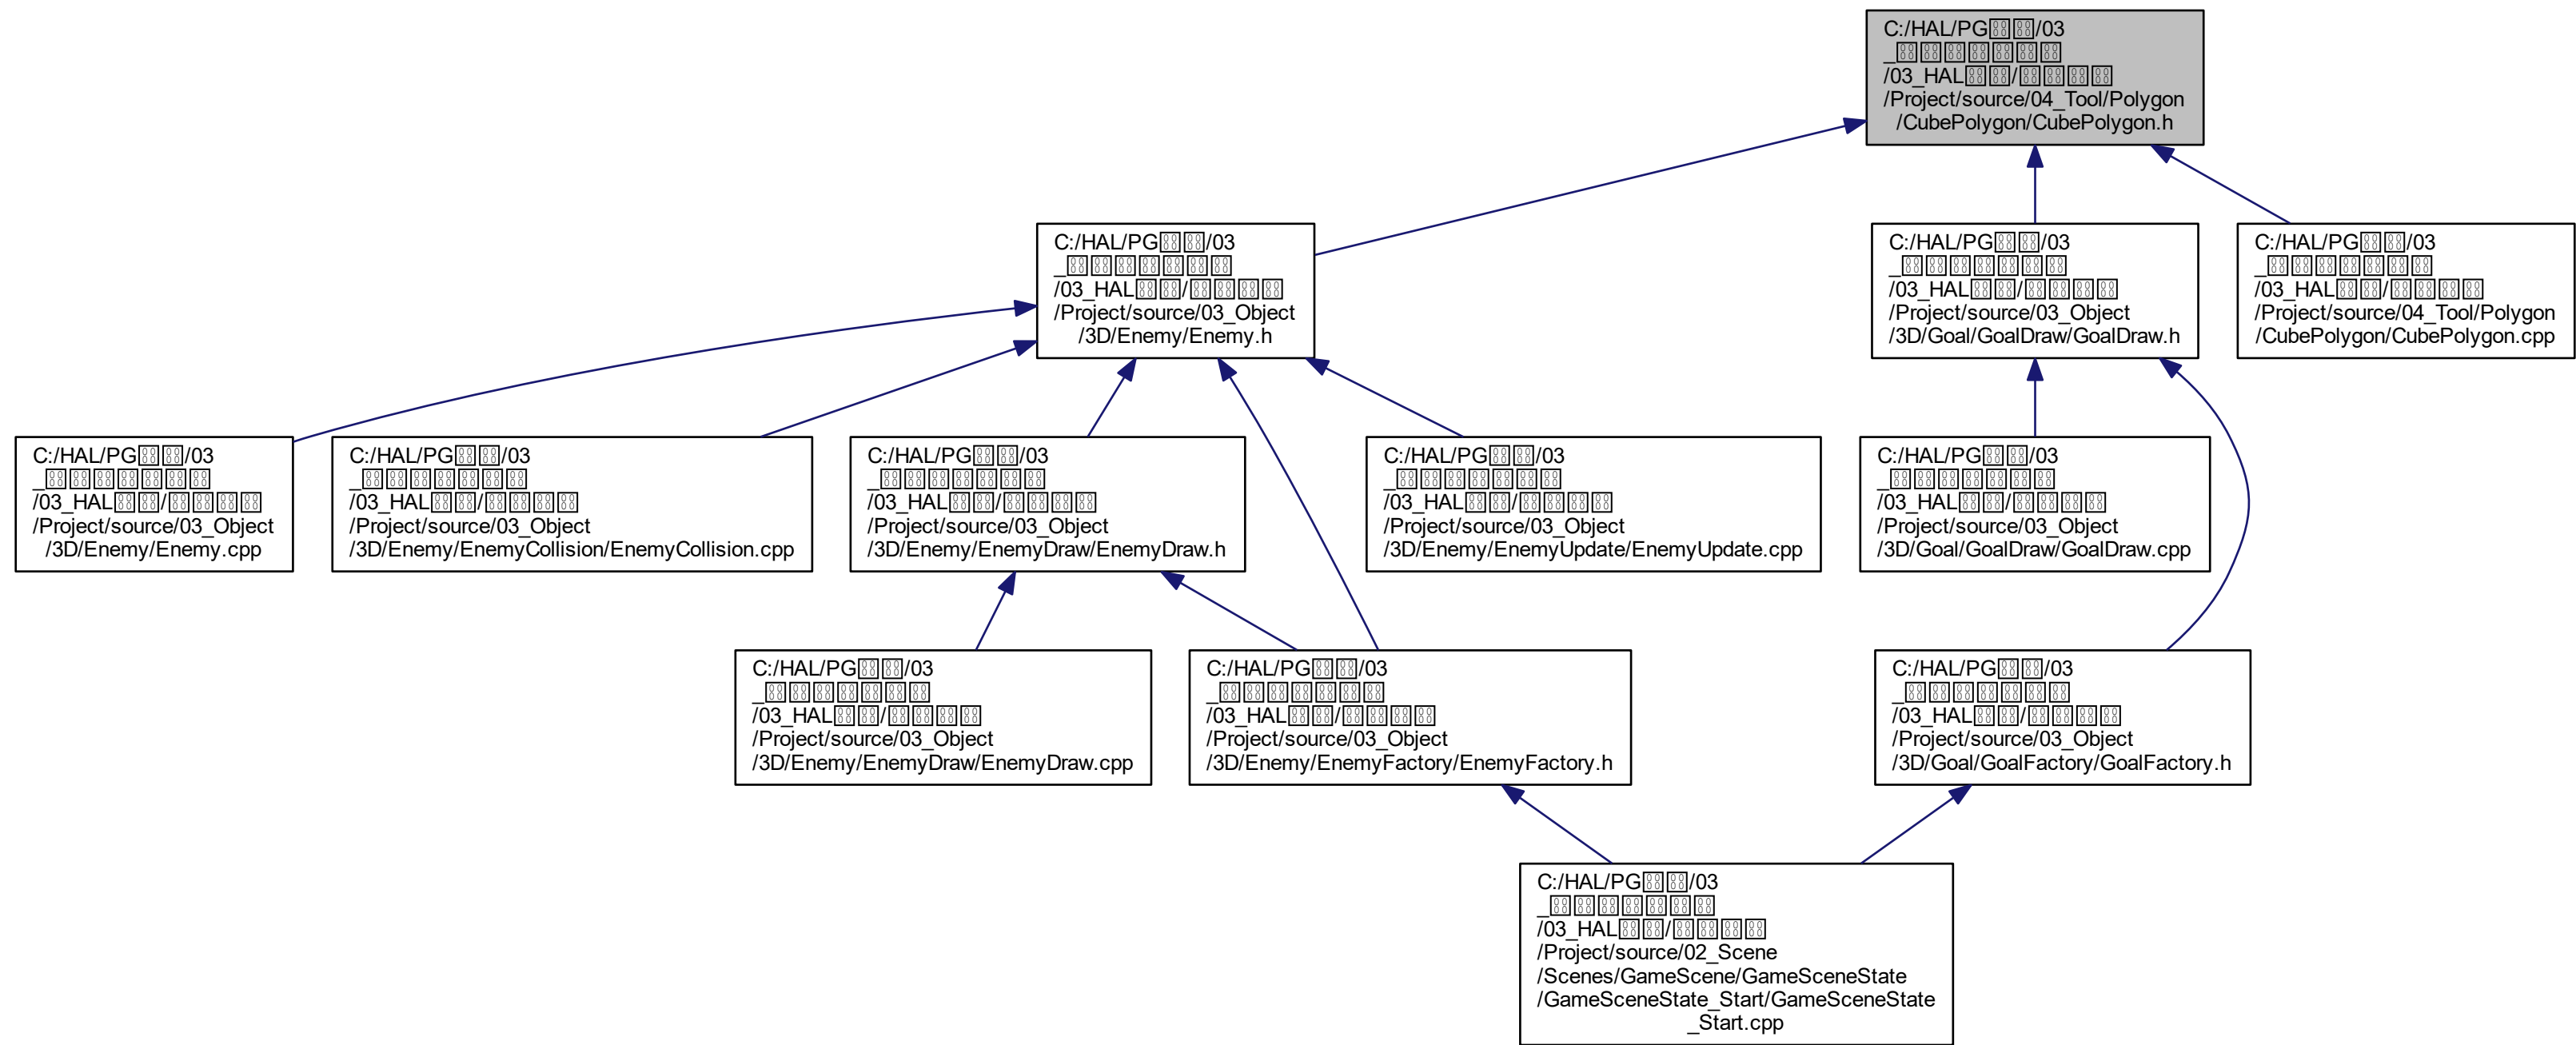 C:/HAL/PG/03
_
/03_HAL/
/Project/source/04_Tool/Polygon
/CubePolygon/CubePolygon.h
C:/HAL/PG/03
_
/03_HAL/
/Project/source/03_Object
/3D/Enemy/Enemy.h
C:/HAL/PG/03
_
/03_HAL/
/Project/source/03_Object
/3D/Goal/GoalDraw/GoalDraw.h
C:/HAL/PG/03
_
/03_HAL/
/Project/source/04_Tool/Polygon
/CubePolygon/CubePolygon.cpp
C:/HAL/PG/03
_
/03_HAL/
/Project/source/03_Object
/3D/Enemy/Enemy.cpp
C:/HAL/PG/03
_
/03_HAL/
/Project/source/03_Object
/3D/Enemy/EnemyCollision/EnemyCollision.cpp
C:/HAL/PG/03
_
/03_HAL/
/Project/source/03_Object
/3D/Enemy/EnemyDraw/EnemyDraw.h
C:/HAL/PG/03
_
/03_HAL/
/Project/source/03_Object
/3D/Enemy/EnemyUpdate/EnemyUpdate.cpp
C:/HAL/PG/03
_
/03_HAL/
/Project/source/03_Object
/3D/Goal/GoalDraw/GoalDraw.cpp
C:/HAL/PG/03
_
/03_HAL/
/Project/source/03_Object
/3D/Enemy/EnemyDraw/EnemyDraw.cpp
C:/HAL/PG/03
_
/03_HAL/
/Project/source/03_Object
/3D/Enemy/EnemyFactory/EnemyFactory.h
C:/HAL/PG/03
_
/03_HAL/
/Project/source/03_Object
/3D/Goal/GoalFactory/GoalFactory.h
C:/HAL/PG/03
_
/03_HAL/
/Project/source/02_Scene
/Scenes/GameScene/GameSceneState
/GameSceneState_Start/GameSceneState
_Start.cpp